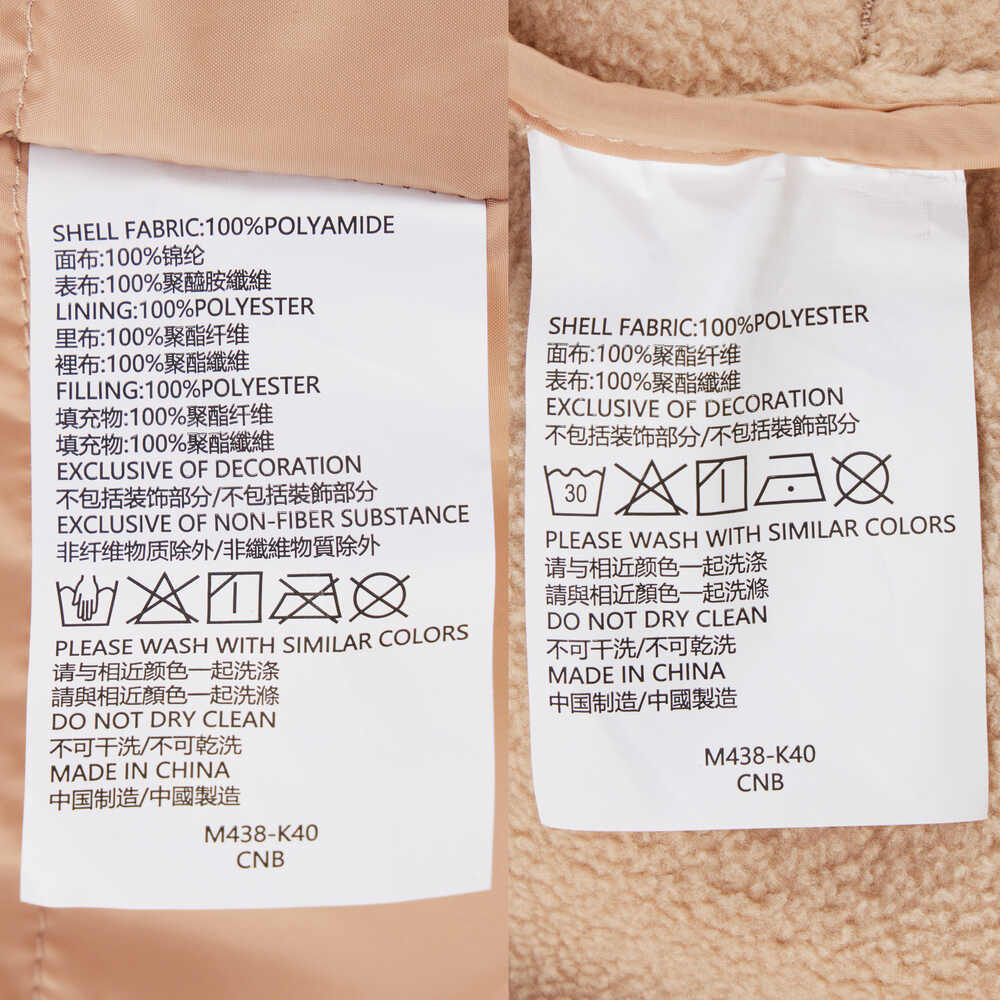 SHELL FABRIC:100%POLYAMIDE
面布:100%锦纶
表布:100%聚醯胺纖維
LINING:100%POLYESTER
里布:100%聚酯纤维
裡布:100%聚酯纖維
FILLING:100%POLYESTER
填充物:100%聚酯纤维
填充物:100%聚酯纖維
EXCLUSIVE OF DECORATION
不包括装饰部分/不包括裝飾部分
EXCLUSIVE OF NON-FIBER SUBSTANCE
非纤维物质除外/非纖維物質除外
PLEASE WASH WITH SIMILAR COLORS
请与相近颜色一起洗涤
請與相近顏色一起洗滌
DO NOT DRY CLEAN
不可干洗/不可乾洗
MADE IN CHINA
中国制造/中國製造
M438-K40
CNB
SHELL FABRIC:100%POLYESTER
面布:100%聚酯纤维
表布:100%聚酯纖維
EXCLUSIVE OF DECORATION
不包括装饰部分/不包括裝飾部分
30
PLEASE WASH WITH SIMILAR COLORS
请与相近颜色一起洗涤
請與相近顏色一起洗滌
DO NOT DRY CLEAN
不可干洗/不可乾洗
MADE IN CHINA
中国制造/中國製造
M438-K40
CNB